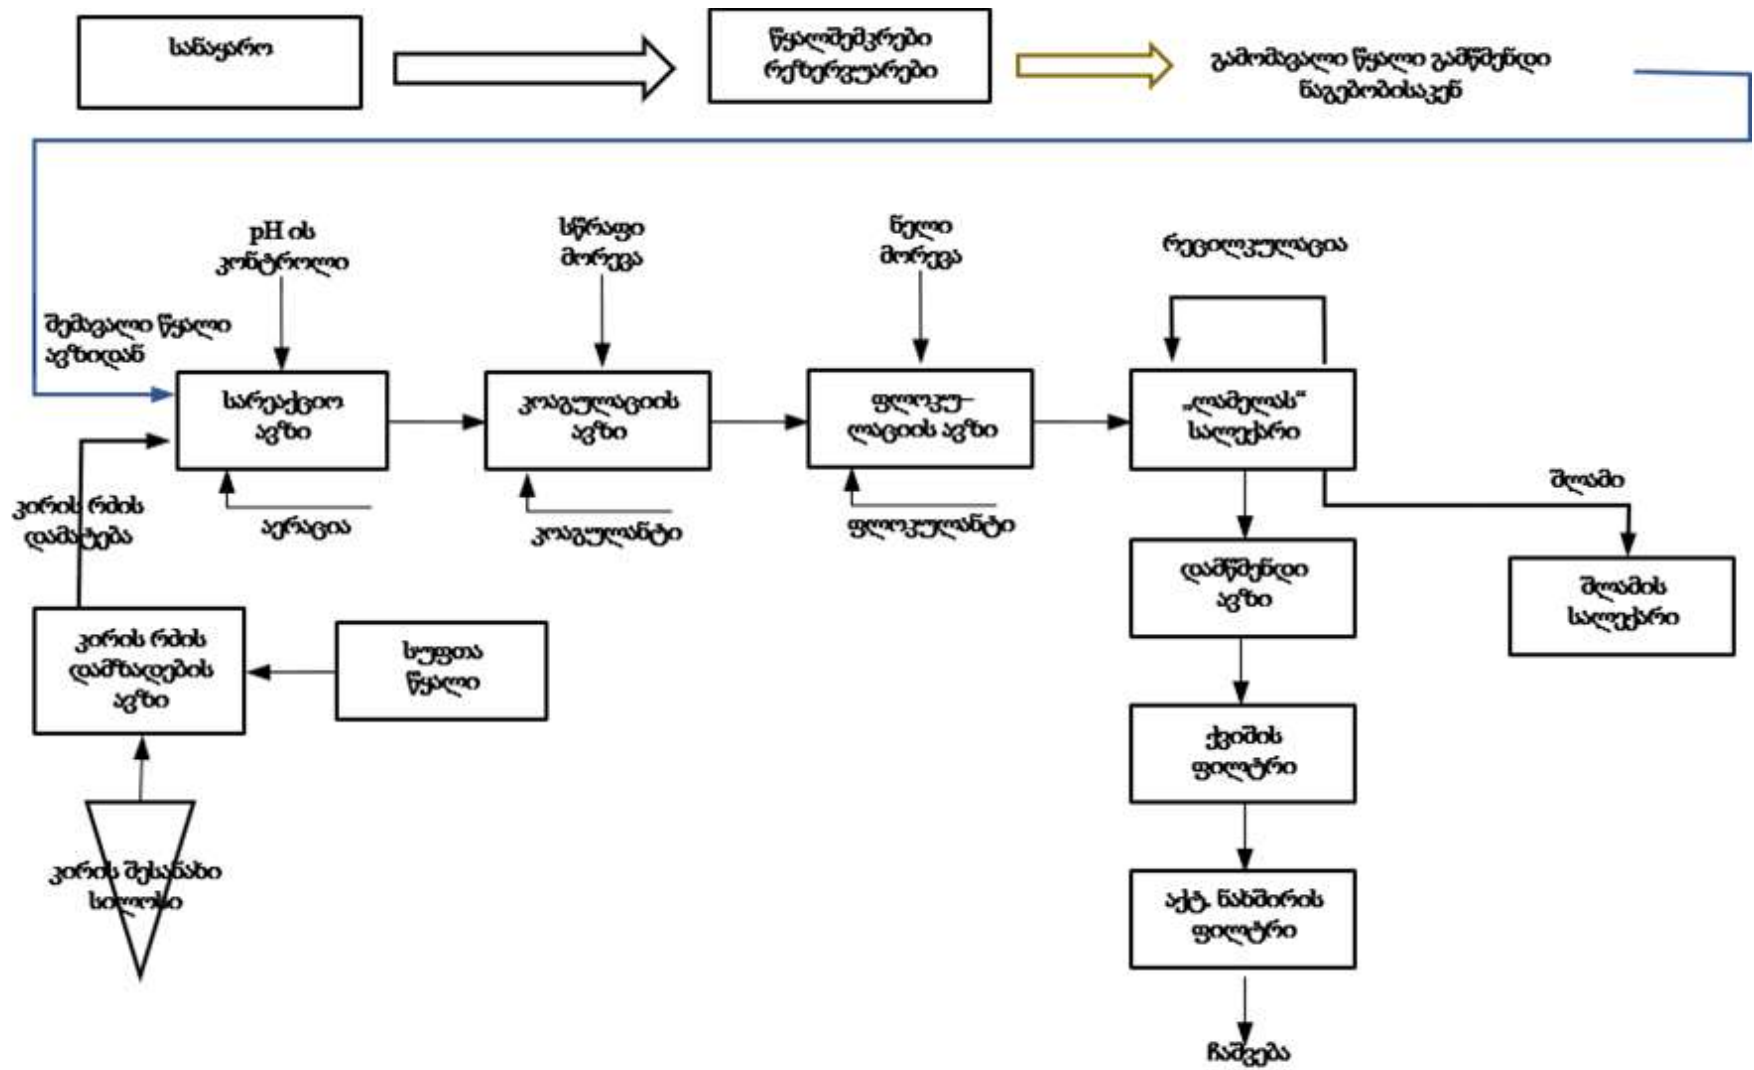 სანაყარო
წყალშემკრები
რეზერვუარები
გამომავალი წყალი გამწმენდი
ნაგებობისაკენ
pH ის
კონტროლი
სწრაფი
მორევა
ნელი
მორევა
რეცილკულაცია
შემავალი წყალი
ავზიდან
სარეაქციო
ავზი
კოაგულაციის
ავზი
ფლოკუ–
ლაციის ავზი
„ლამელას“
სალექარი
კირის რძის
დამატება
აერაცია
კოაგულანტი
ფლოკულანტი
შლამი
დამწმენდი
ავზი
შლამის
სალექარი
კირის რძის
დამზადების
ავზი
სუფთა
წყალი
ქვიშის
ფილტრი
კირის შესანახი
სილოსი
აქტ. ნახშირის
ფილტრი
ჩაშვება